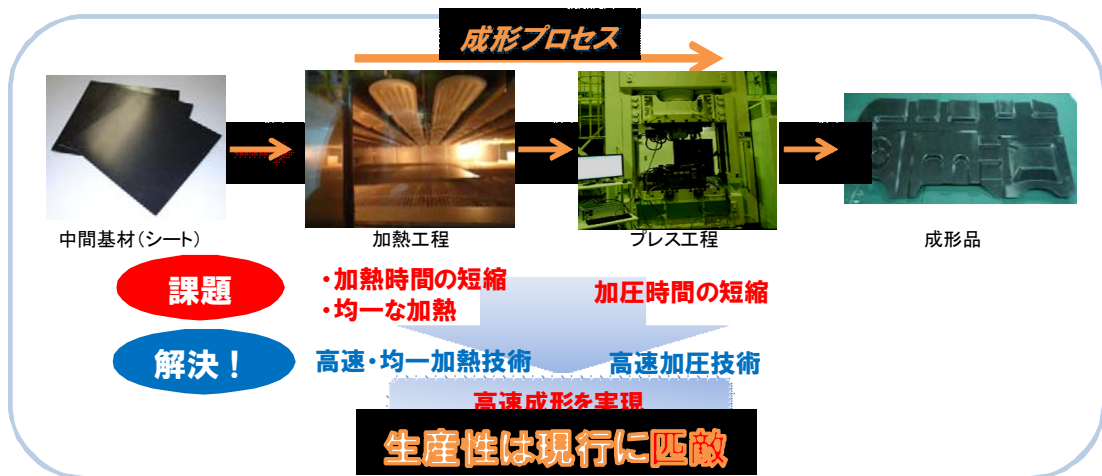 成形プロセス
中間基材（シート）
加熱工程
プレス工程
成形品
課題
・加熱時間の短縮
・均一な加熱
加圧時間の短縮
解決！
高速・均一加熱技術
高速加圧技術
高速成形を実現
生産性は現行に匹敵